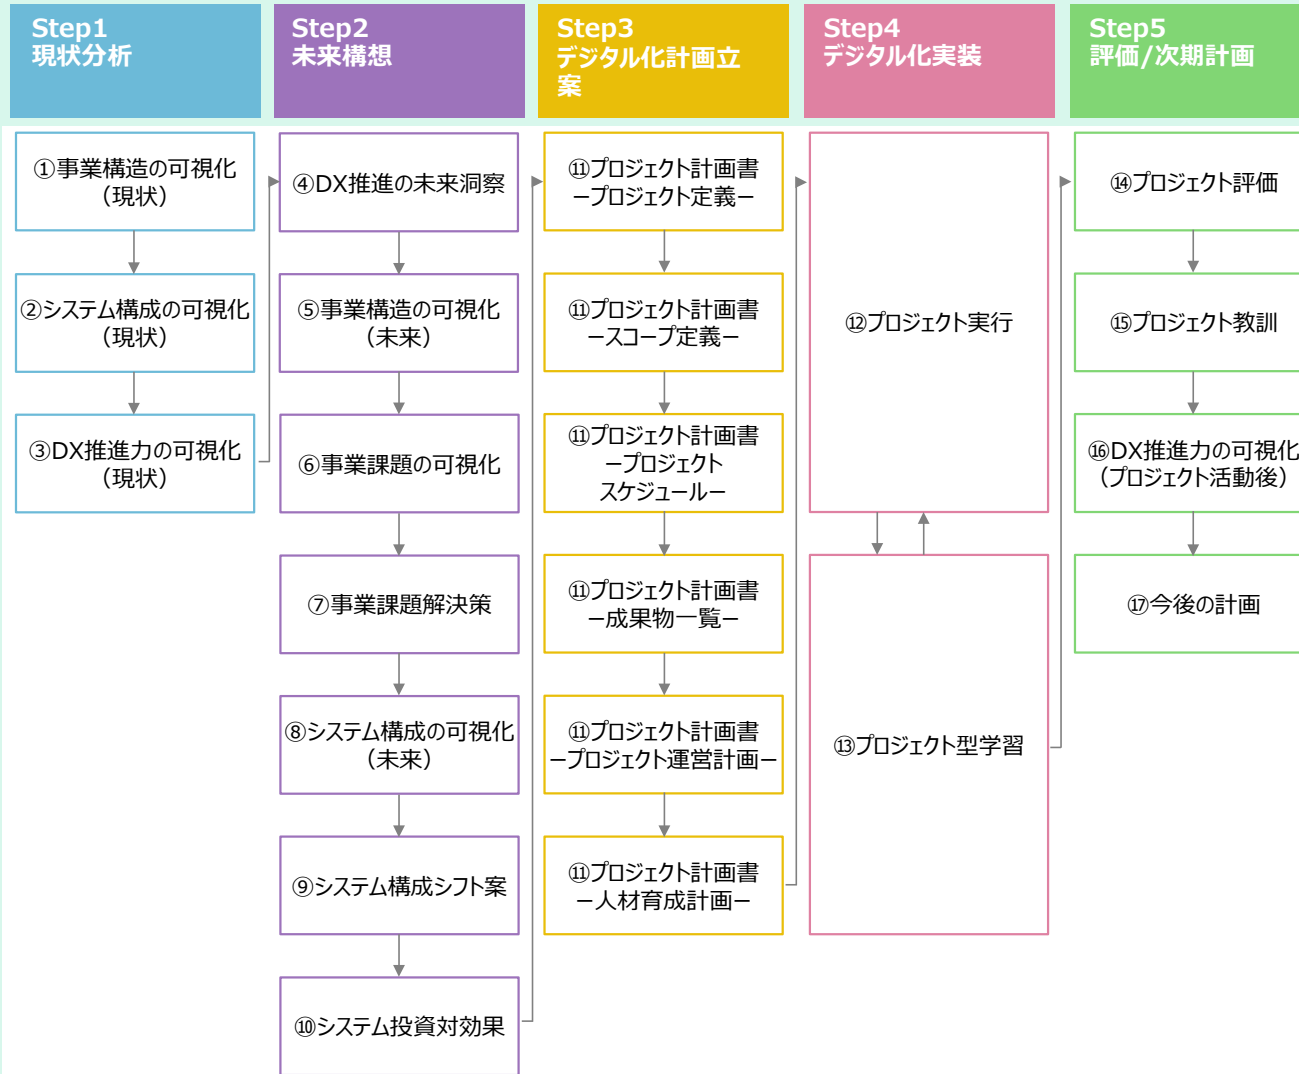 Step1
現状分析
Step2
未来構想
Step3
デジタル化計画立
案
Step4
デジタル化実装
Step5
評価/次期計画
①事業構造の可視化
（現状）
②システム構成の可視化
（現状）
③DX推進力の可視化
（現状）
④DX推進の未来洞察
⑤事業構造の可視化
（未来）
⑥事業課題の可視化
⑦事業課題解決策
⑧システム構成の可視化
（未来）
⑨システム構成シフト案
⑩システム投資対効果
⑪プロジェクト計画書
－プロジェクト定義－
⑪プロジェクト計画書
－スコープ定義－
⑪プロジェクト計画書
－プロジェクト
スケジュール－
⑪プロジェクト計画書
－成果物一覧－
⑪プロジェクト計画書
－プロジェクト運営計画－
⑪プロジェクト計画書
－人材育成計画－
⑫プロジェクト実行
⑬プロジェクト型学習
⑭プロジェクト評価
⑮プロジェクト教訓
⑯DX推進力の可視化
（プロジェクト活動後）
⑰今後の計画